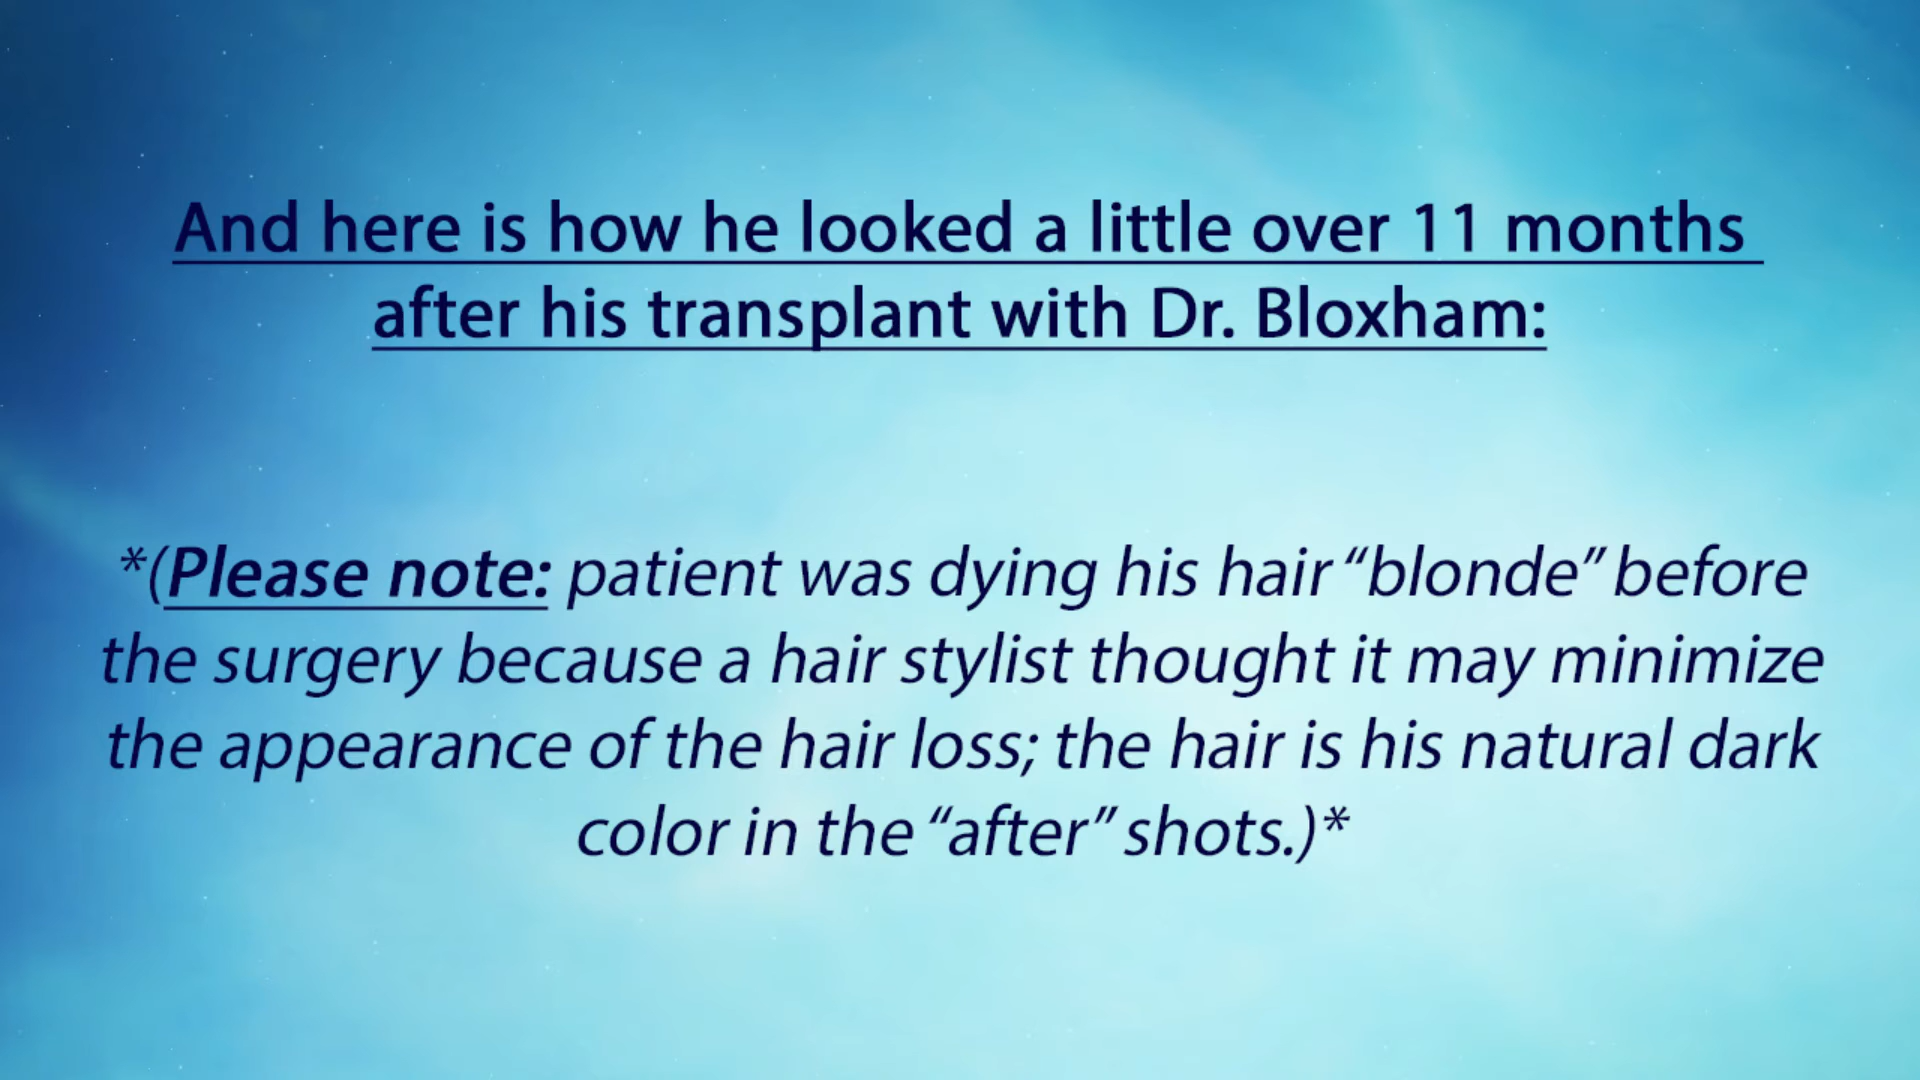 And here is how he looked a little over 11 months
after his transplant with Dr. Bloxham:
*(Please note: patient was dying his hair “blonde” before
the surgery because a hair stylist thought it may minimize
the appearance of the hair loss; the hair is his natural dark
color in the “after” shots.)*